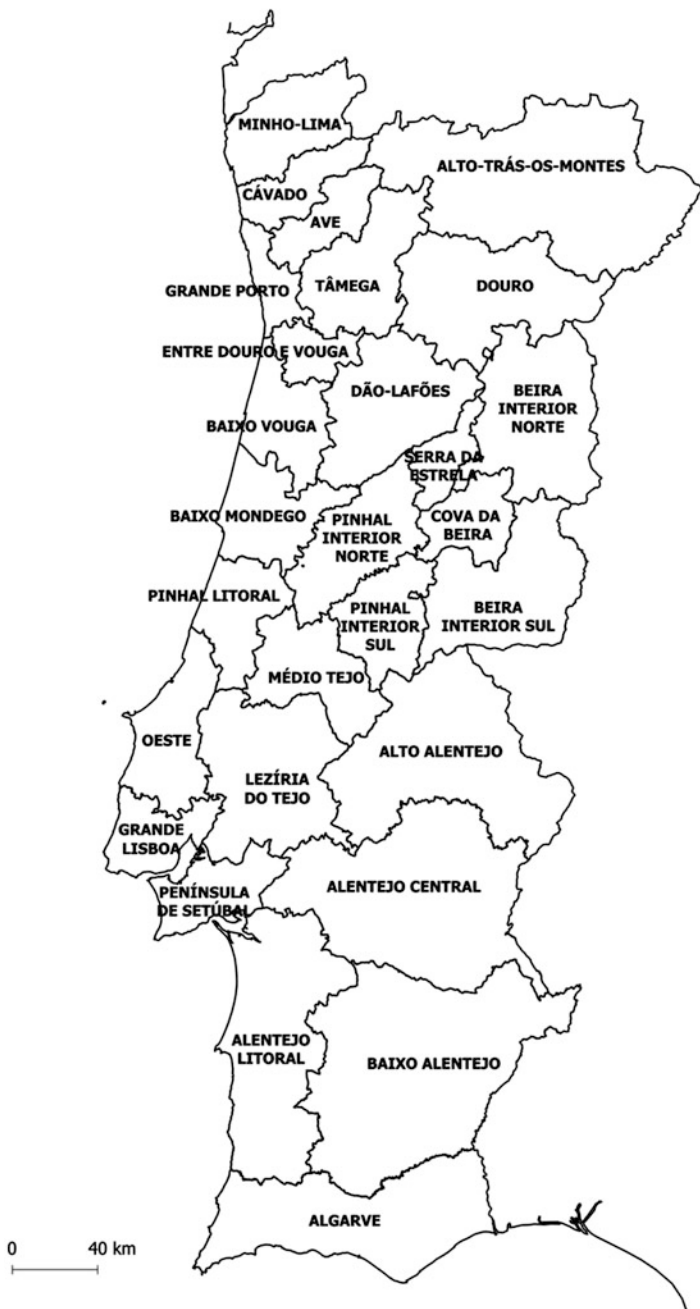 MINHO-LIMA
ALTO-TRÁS-OS-MONTES
CÁVADO
AVE
GRANDE PORTO
TÂMEGA
DOURO
ENTRE DOURO E VOUGA
DÃO-LAFÕES
BEIRA
INTERIOR
NORTE
BAIXO VOUGA
SERRA DA
ESTRELA
BAIXO MONDEGO
PINHAL
INTERIOR
NORTE
COVA DA
BEIRA
PINHAL LITORAL
PINHAL
INTERIOR
SUL
BEIRA
INTERIOR SUL
MÉDIO TEJO
OESTE
LEZÍRIA
DO TEJO
ALTO ALENTEJO
GRANDE
LISBOA
PENÍNSULA
DE SETÚBAL
ALENTEJO CENTRAL
ALENTEJO
LITORAL
BAIXO ALENTEJO
ALGARVE
0 40 km